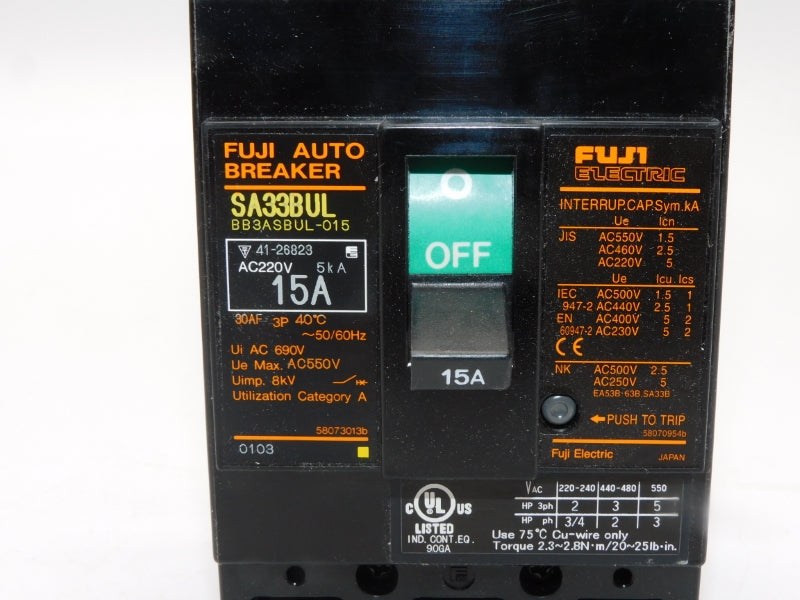 FUJI AUTO
BREAKER
SA33BUL
BB3ASBUL-015
41-26823
AC220V 5kA
15A
30AF 3P 40°C
~50/60Hz
Ui AC 690V
Ue Max. AC550V
Uimp. 8kV
Utilization Category A
58073013b
0103
O
OFF
15A
FUJI
ELECTRIC
INTERRUP.CAP.Sym.kA
Ue Icn
JIS AC550V 1.5
AC460V 2.5
AC220V 5
Ue Icu Ics
IEC AC500V 1.5 1
947-2 AC440V 2.5 1
EN AC400V 5 2
60947-2 AC230V 5 2
CE
NK AC500V 2.5
AC250V 5
EA53B·63B,SA33B
←PUSH TO TRIP
58070954b
Fuji Electric JAPAN
C UL US
LISTED
IND. CONT. EQ.
90GA
VAC 220-240 440-480 550
HP 3ph 2 3 5
HP ph 3/4 2 3
Use 75°C Cu-wire only
Torque 2.3~2.8N·m/20~25lb·in.